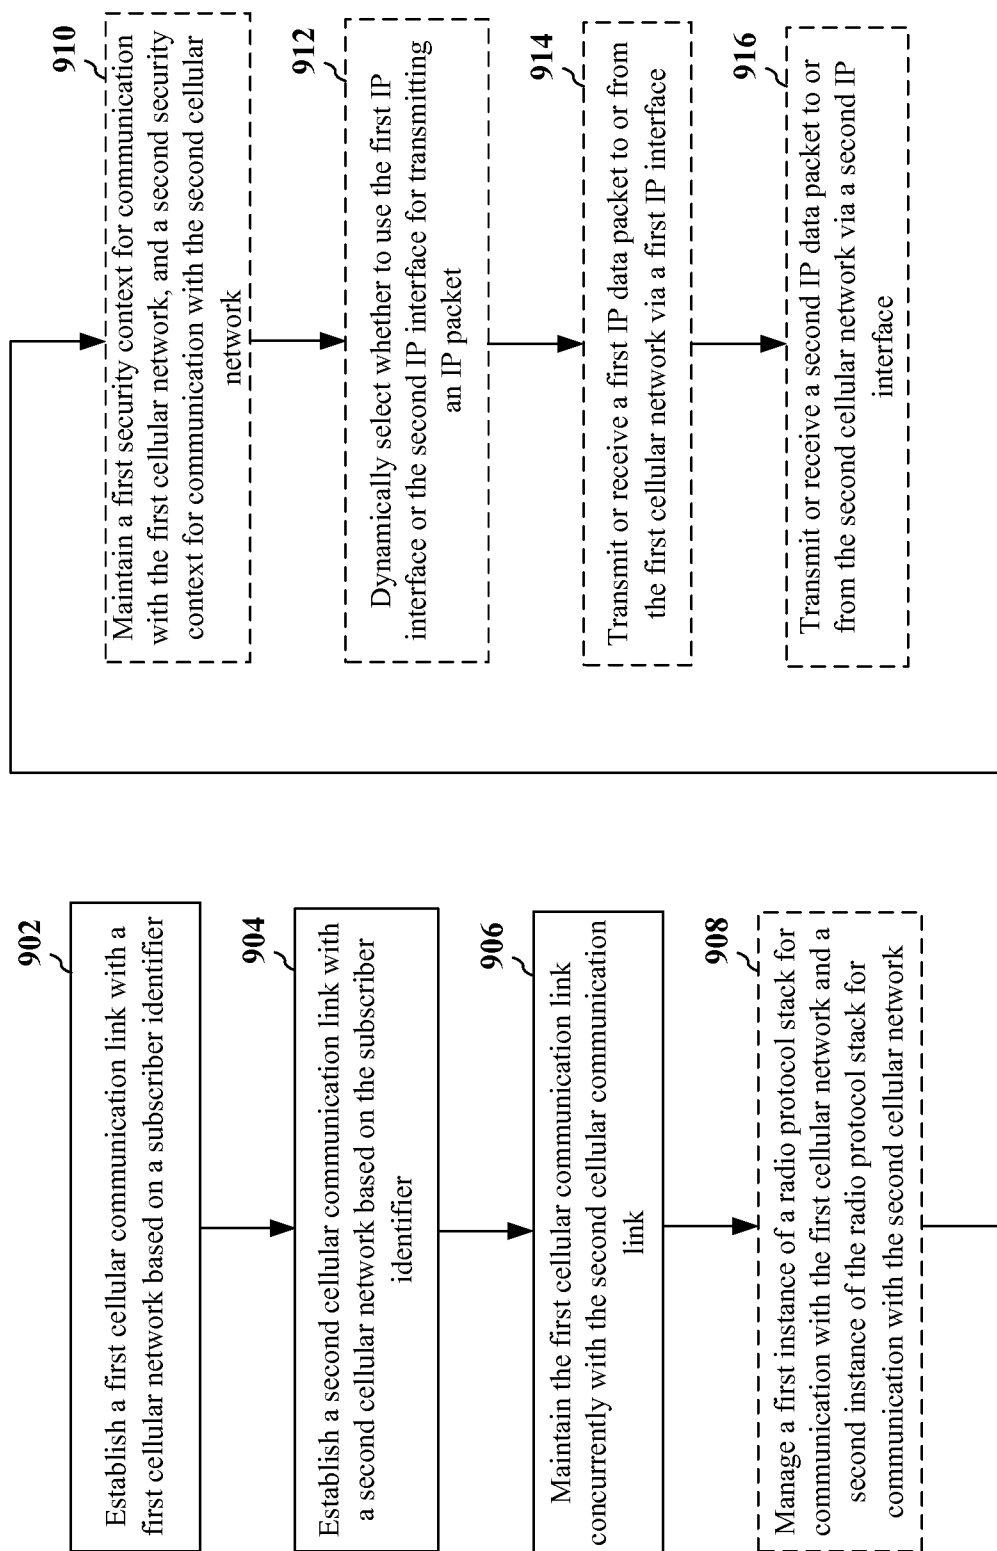 902
Establish a first cellular communication link with a
first cellular network based on a subscriber identifier
904
Establish a second cellular communication link with
a second cellular network based on the subscriber
identifier
906
Maintain the first cellular communication link
concurrently with the second cellular communication
link
908
Manage a first instance of a radio protocol stack for
communication with the first cellular network and a
second instance of the radio protocol stack for
communication with the second cellular network
910
Maintain a first security context for communication
with the first cellular network, and a second security
context for communication with the second cellular
network
912
Dynamically select whether to use the first IP
interface or the second IP interface for transmitting
an IP packet
914
Transmit or receive a first IP data packet to or from
the first cellular network via a first IP interface
916
Transmit or receive a second IP data packet to or
from the second cellular network via a second IP
interface